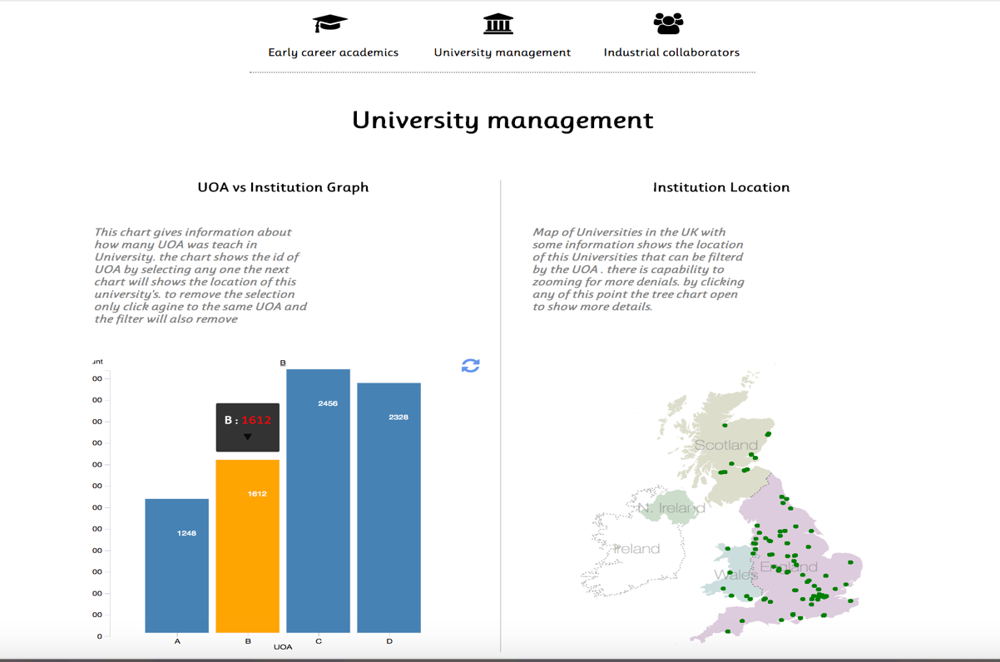 Early career academics
University management
Industrial collaborators
University management
UOA vs Institution Graph
This chart gives information about
how many UOA was teach in
University. the chart shows the id of
UOA by selecting any one the next
chart will shows the location of this
university's. to remove the selection
only click agine to the same UOA and
the filter will also remove
unt
B
00
00
00
00
00
00
00
00
00
00
00
00
0
B : 1612
1248
1612
2456
2328
A
B
C
D
UOA
Institution Location
Map of Universities in the UK with
some information shows the location
of this Universities that can be filterd
by the UOA . there is capability to
zooming for more denials. by clicking
any of this point the tree chart open
to show more details.
Scotland
N. Ireland
Ireland
England
Wales